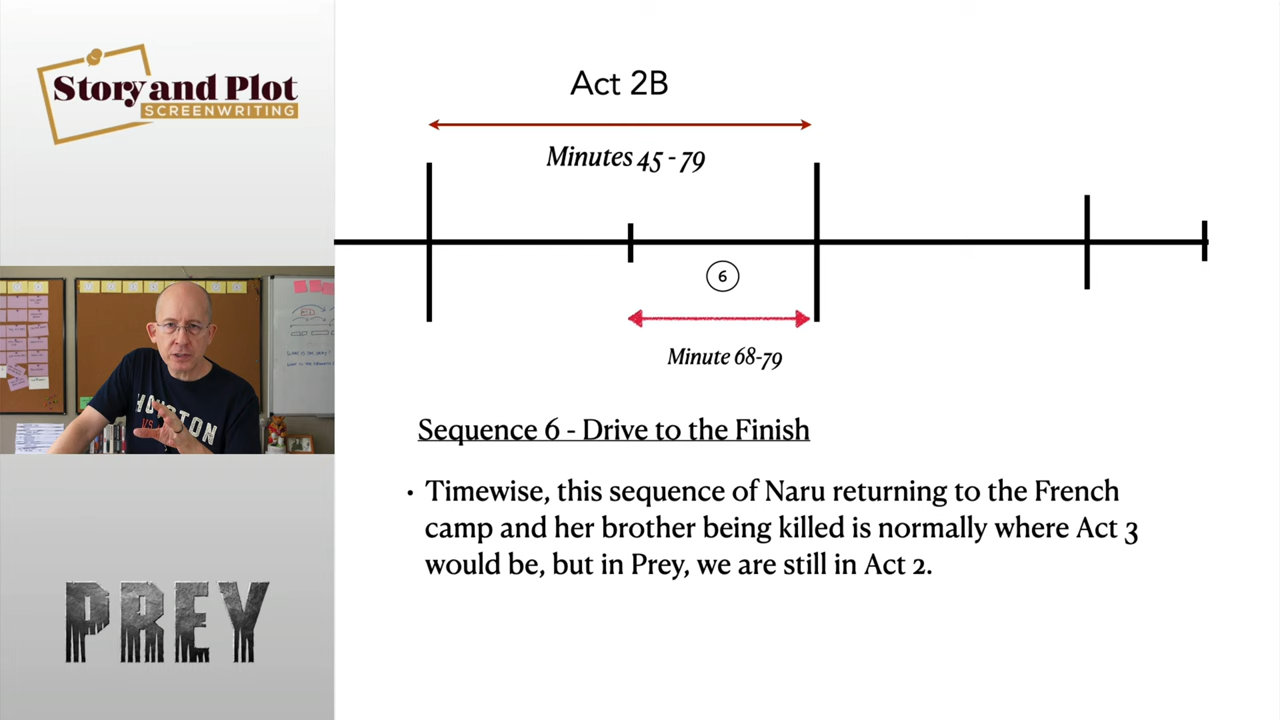 Story and Plot
SCREENWRITING
Act 2B
Minutes 45 - 79
6
Minute 68-79
HOUSTON
Sequence 6 - Drive to the Finish
• Timewise, this sequence of Naru returning to the French
camp and her brother being killed is normally where Act 3
would be, but in Prey, we are still in Act 2.
PREY